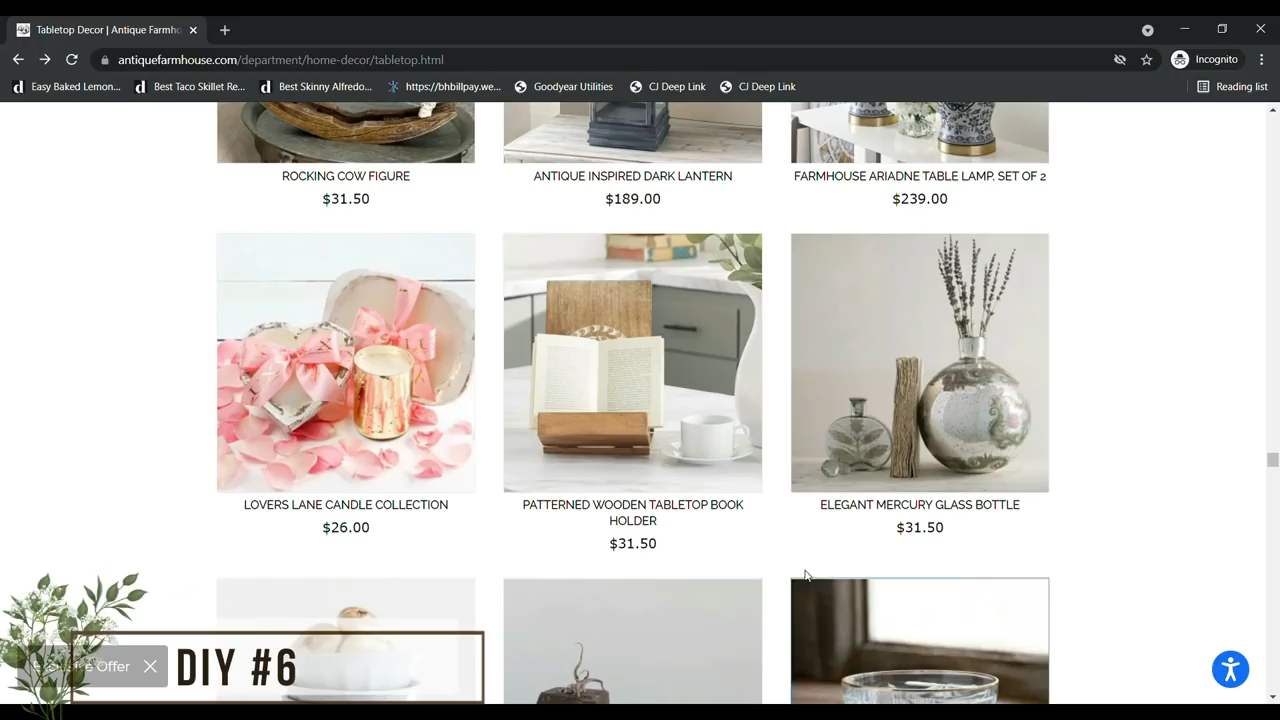 Tabletop Decor | Antique Farmho
antiquefarmhouse.com/department/home-decor/tabletop.html
Incognito
Easy Baked Lemon...
Best Taco Skillet Re...
Best Skinny Alfredo...
https://bhbillpay.we...
Goodyear Utilities
CJ Deep Link
CJ Deep Link
Reading list
ROCKING COW FIGURE
$31.50
ANTIQUE INSPIRED DARK LANTERN
$189.00
FARMHOUSE ARIADNE TABLE LAMP, SET OF 2
$239.00
LOVERS LANE CANDLE COLLECTION
$26.00
PATTERNED WOODEN TABLETOP BOOK
HOLDER
$31.50
ELEGANT MERCURY GLASS BOTTLE
$31.50
Offer
DIY #6